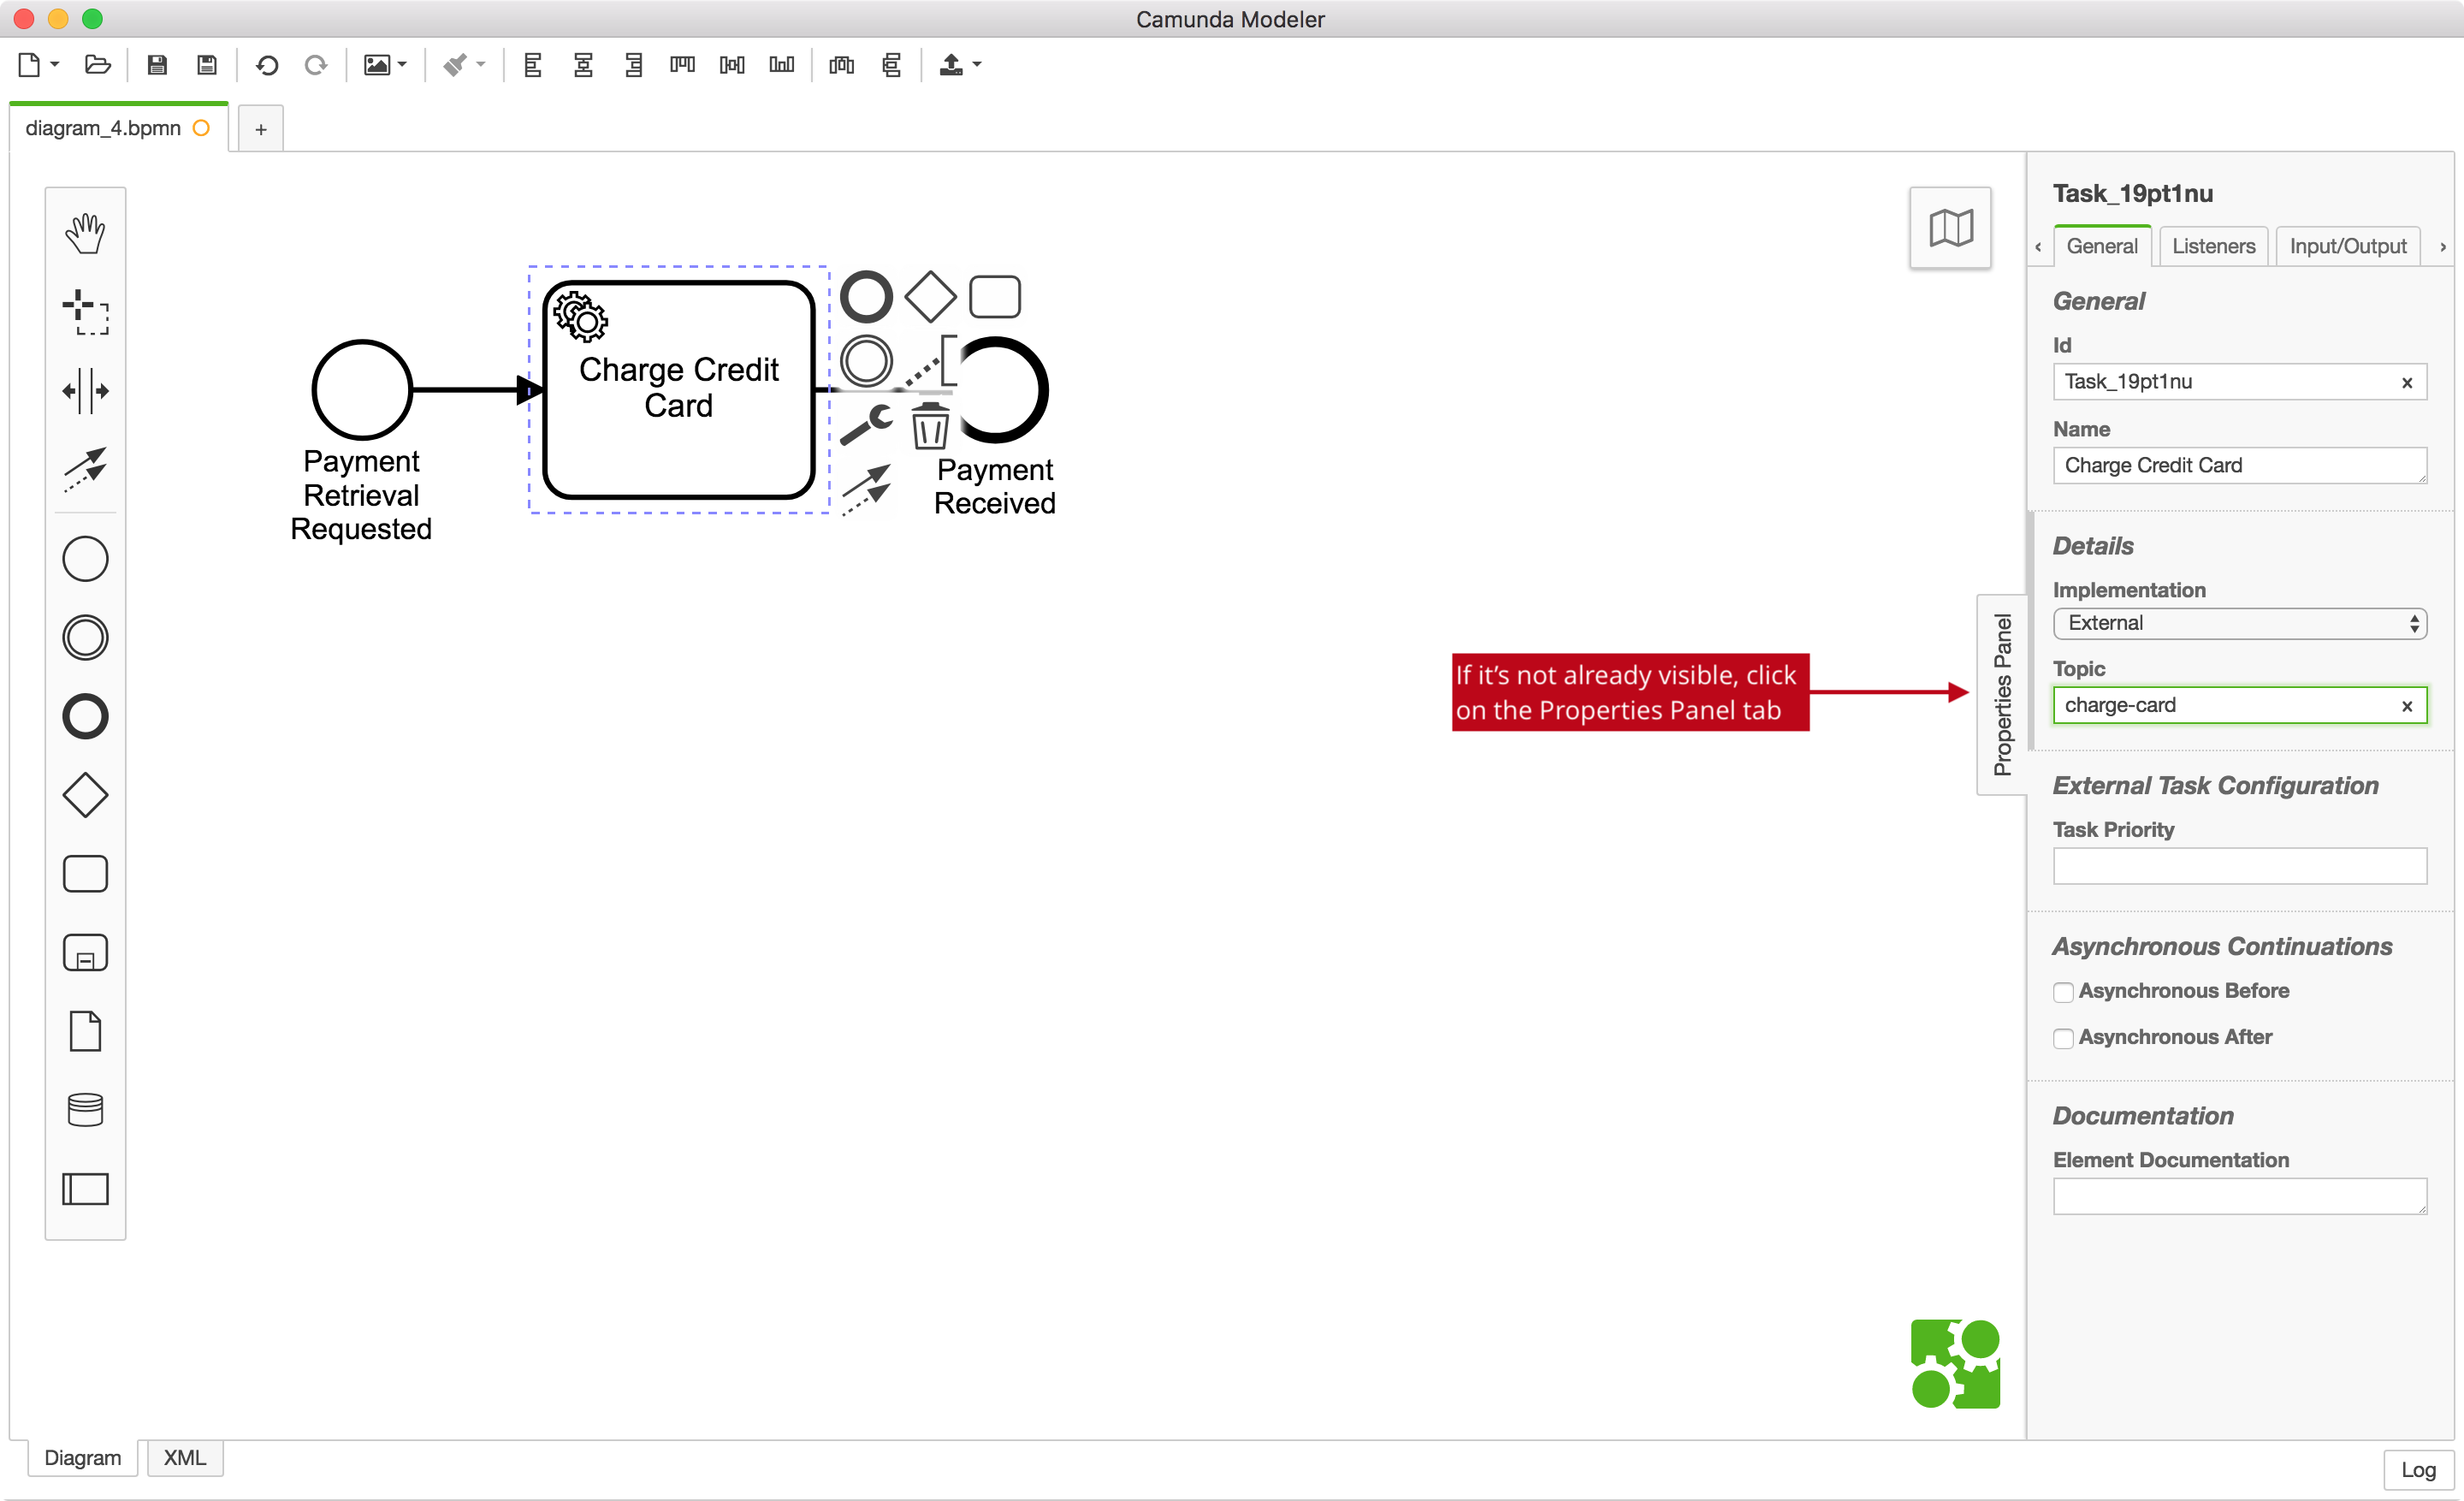 Camunda Modeler
diagram_4.bpmn
+
Task_19pt1nu
‹ General Listeners Input/Output ›
General
Id
Task_19pt1nu x
Name
Charge Credit Card
Details
Implementation
External
Topic
charge-card x
External Task Configuration
Task Priority
Asynchronous Continuations
Asynchronous Before
Asynchronous After
Documentation
Element Documentation
Properties Panel
Payment
Retrieval
Requested
Charge Credit
Card
Payment
Received
If it’s not already visible, click
on the Properties Panel tab
Diagram XML
Log